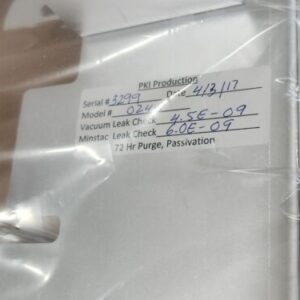 PKI Production
Serial # 3299 Date 4/3/17
Model # 024
Vacuum Leak Check 4.5E-09
Minstac Leak Check 6.0E-09
72 Hr Purge, Passivation